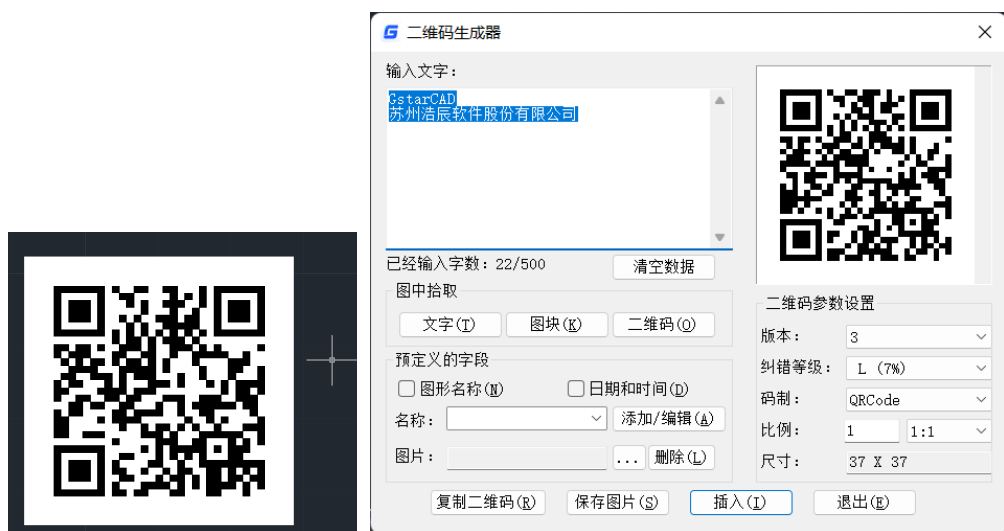 二维码生成器
输入文字：
GstarCAD
苏州浩辰软件股份有限公司
已经输入字数：22/500
清空数据
图中拾取
文字(T)
图块(K)
二维码(O)
预定义的字段
图形名称(N)
日期和时间(D)
名称：
添加/编辑(A)
图片：
...
删除(L)
二维码参数设置
版本：
3
纠错等级：
L (7%)
码制：
QRCode
比例：
1
1:1
尺寸：
37 X 37
复制二维码(R)
保存图片(S)
插入(I)
退出(E)